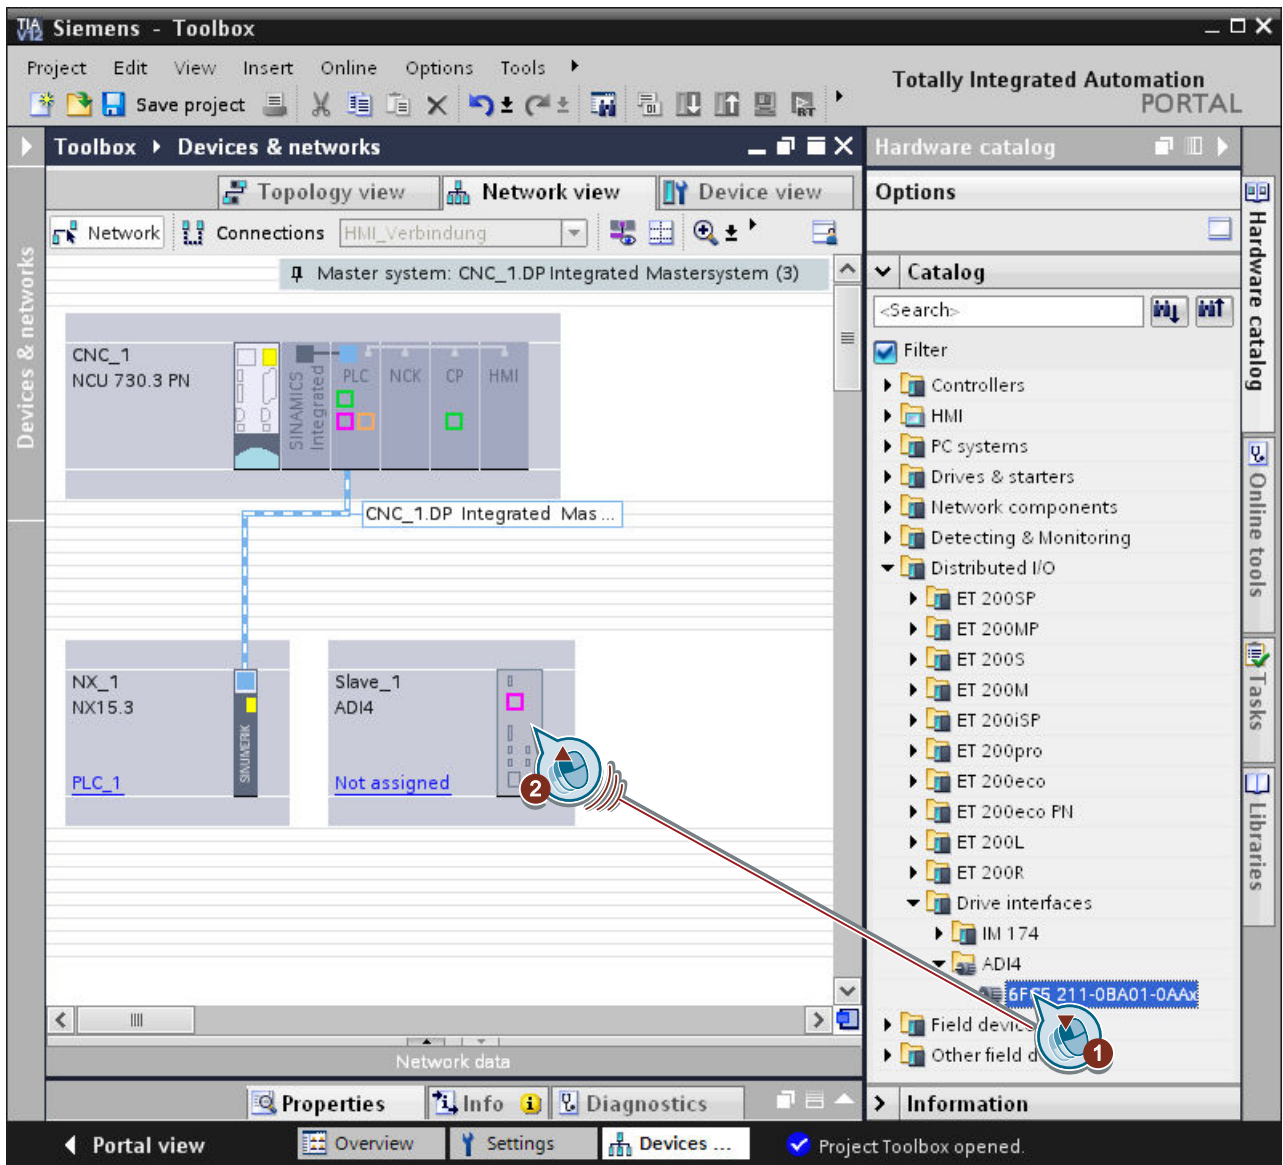 TIA V12 Siemens - Toolbox
Project Edit View Insert Online Options Tools
Totally Integrated Automation
PORTAL
Save project
RT
Toolbox Devices & networks
Hardware catalog
Topology view Network view Device view
Options
Network Connections HMI_Verbindung
Master system: CNC_1.DP Integrated Mastersystem (3)
Catalog
<Search>
Filter
CNC_1
NCU 730.3 PN
SINAMICS Integrated
PLC NCK CP HMI
CNC_1.DP Integrated Mas ...
NX_1
NX15.3
SINUMERIK
PLC_1
Slave_1
ADI4
Not assigned
2
Controllers
HMI
PC systems
Drives & starters
Network components
Detecting & Monitoring
Distributed I/O
ET 200SP
ET 200MP
ET 200S
ET 200M
ET 200iSP
ET 200pro
ET 200eco
ET 200eco PN
ET 200L
ET 200R
Drive interfaces
IM 174
ADI4
6FC5 211-0BA01-0AAx
Field devic
Other field d
1
Information
Devices & networks
Hardware catalog
Online tools
Tasks
Libraries
Network data
Properties Info Diagnostics
Portal view Overview Settings Devices ... Project Toolbox opened.